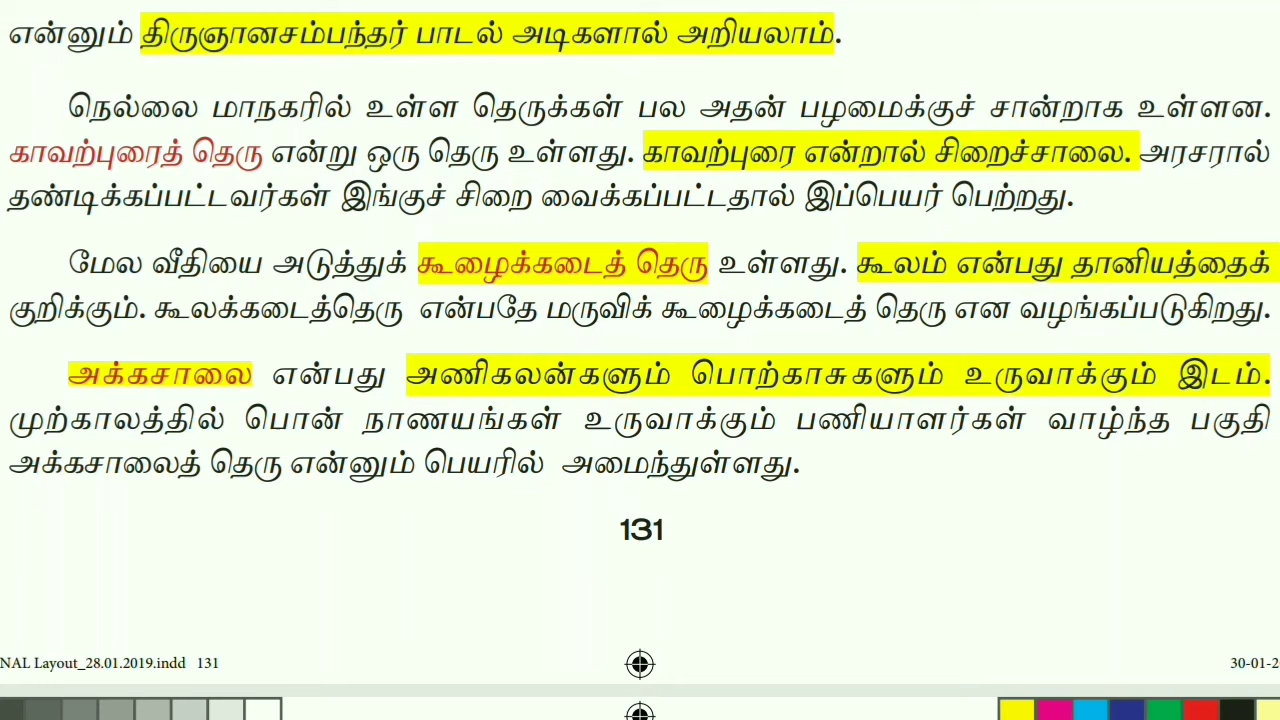 என்னும் திருஞானசம்பந்தர் பாடல் அடிகளால் அறியலாம்.
நெல்லை மாநகரில் உள்ள தெருக்கள் பல அதன் பழமைக்குச் சான்றாக உள்ளன.
காவற்புரைத் தெரு என்று ஒரு தெரு உள்ளது. காவற்புரை என்றால் சிறைச்சாலை. அரசரால்
தண்டிக்கப்பட்டவர்கள் இங்குச் சிறை வைக்கப்பட்டதால் இப்பெயர் பெற்றது.
மேல வீதியை அடுத்துக் கூழைக்கடைத் தெரு உள்ளது. கூலம் என்பது தானியத்தைக்
குறிக்கும். கூலக்கடைத்தெரு என்பதே மருவிக் கூழைக்கடைத் தெரு என வழங்கப்படுகிறது.
அக்கசாலை என்பது அணிகலன்களும் பொற்காசுகளும் உருவாக்கும் இடம்.
முற்காலத்தில் பொன் நாணயங்கள் உருவாக்கும் பணியாளர்கள் வாழ்ந்த பகுதி
அக்கசாலைத் தெரு என்னும் பெயரில் அமைந்துள்ளது.
131
NAL Layout_28.01.2019.indd 131
30-01-2